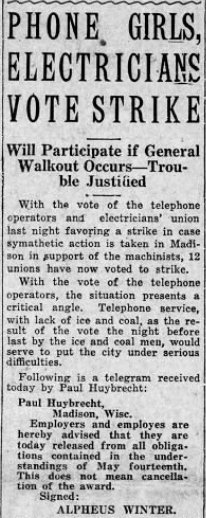 PHONE GIRLS,
ELECTRICIANS
VOTE STRIKE
Will Participate if General
Walkout Occurs—Trou-
ble Justified
With the vote of the telephone
operators and electricians' union
last night favoring a strike in case
symathetic action is taken in Madi-
son in support of the machinists, 12
unions have now voted to strike.
With the vote of the telephone
operators, the situation presents a
critical angle. Telephone service,
with lack of ice and coal, as the re-
sult of the vote the night before
last by the ice and coal men, would
serve to put the city under serious
difficulties.
Following is a telegram received
today by Paul Huybrecht:
Paul Huybrecht,
Madison, Wisc.
Employers and employes are
hereby advised that they are
today released from all obliga-
tions contained in the under-
standings of May fourteenth.
This does not mean cancella-
tion of the award.
Signed:
ALPHEUS WINTER.